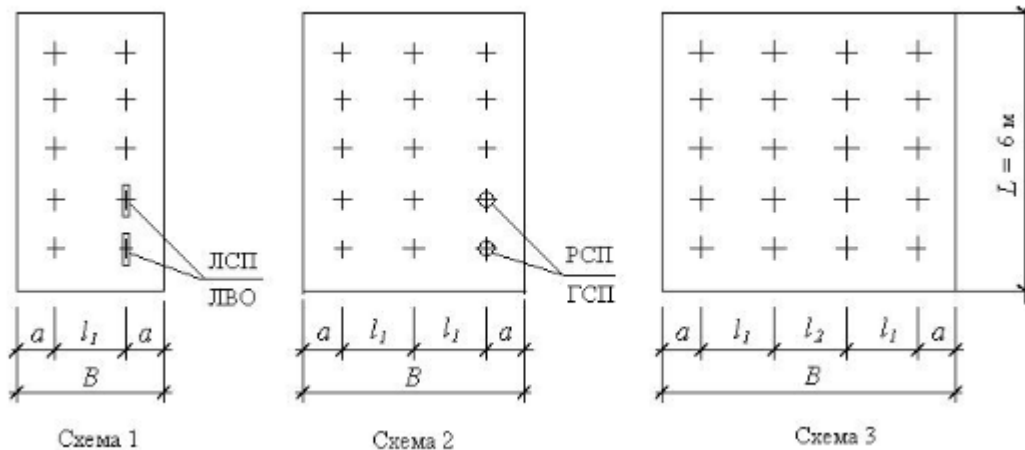 L = 6 м
ЛСП
ЛВО
РСП
ГСП
a l₁ a
B
a l₁ l₁ a
B
a l₁ l₂ l₁ a
B
Схема 1
Схема 2
Схема 3